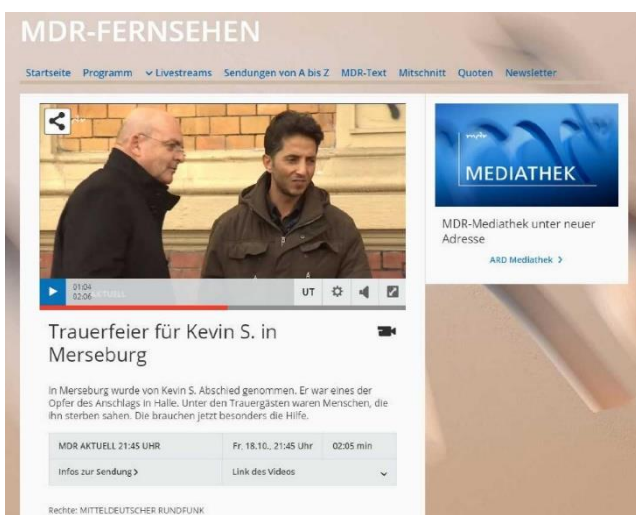 MDR-FERNSEHEN
Startseite Programm Livestreams Sendungen von A bis Z MDR-Text Mitschnitt Quoten Newsletter
01:04
02:06
UT
Trauerfeier für Kevin S. in
Merseburg
In Merseburg wurde von Kevin S. Abschied genommen. Er war eines der
Opfer des Anschlags in Halle. Unter den Trauergästen waren Menschen, die
ihn sterben sahen. Die brauchen jetzt besonders die Hilfe.
MDR AKTUELL 21:45 UHR Fr, 18.10., 21:45 Uhr 02:05 min
Infos zur Sendung Link des Videos
Rechte: MITTELDEUTSCHER RUNDFUNK
mdr
MEDIATHEK
MDR-Mediathek unter neuer
Adresse
ARD Mediathek